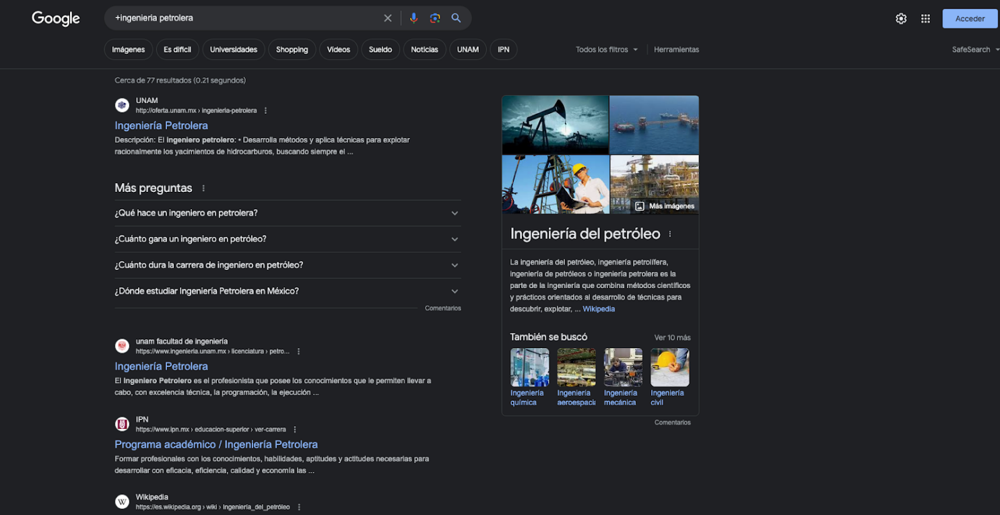 Google
+ingenieria petrolera
Acceder
Imágenes
Es dificil
Universidades
Shopping
Videos
Sueldo
Noticias
UNAM
IPN
Todos los filtros
Herramientas
SafeSearch
Cerca de 77 resultados (0.21 segundos)
UNAM
http://oferta.unam.mx › ingenieria-petrolera
Ingeniería Petrolera
Descripción: El ingeniero petrolero: • Desarrolla métodos y aplica técnicas para explotar
racionalmente los yacimientos de hidrocarburos, buscando siempre el ...
Más preguntas
¿Qué hace un ingeniero en petrolera?
¿Cuánto gana un ingeniero en petróleo?
¿Cuánto dura la carrera de ingeniero en petróleo?
¿Dónde estudiar Ingeniería Petrolera en México?
Comentarios
unam facultad de ingeniería
https://www.ingenieria.unam.mx › licenciatura › petro...
Ingeniería Petrolera
El Ingeniero Petrolero es el profesionista que posee los conocimientos que le permiten llevar a
cabo, con excelencia técnica, la programación, la ejecución ...
IPN
https://www.ipn.mx › educacion-superior › ver-carrera
Programa académico / Ingeniería Petrolera
Formar profesionales con los conocimientos, habilidades, aptitudes y actitudes necesarias para
desarrollar con eficacia, eficiencia, calidad y economía las ...
W
Wikipedia
https://es.wikipedia.org › wiki › Ingeniería_del_petróleo
Más imágenes
Ingeniería del petróleo
La ingeniería del petróleo, ingeniería petrolífera,
ingeniería de petróleos o ingeniería petrolera es la
parte de la ingeniería que combina métodos científicos
y prácticos orientados al desarrollo de técnicas para
descubrir, explotar, ... Wikipedia
También se buscó
Ver 10 más
Ingeniería
química
Ingeniería
aeroespacia
Ingeniería
mecánica
Ingeniería
civil
Comentarios